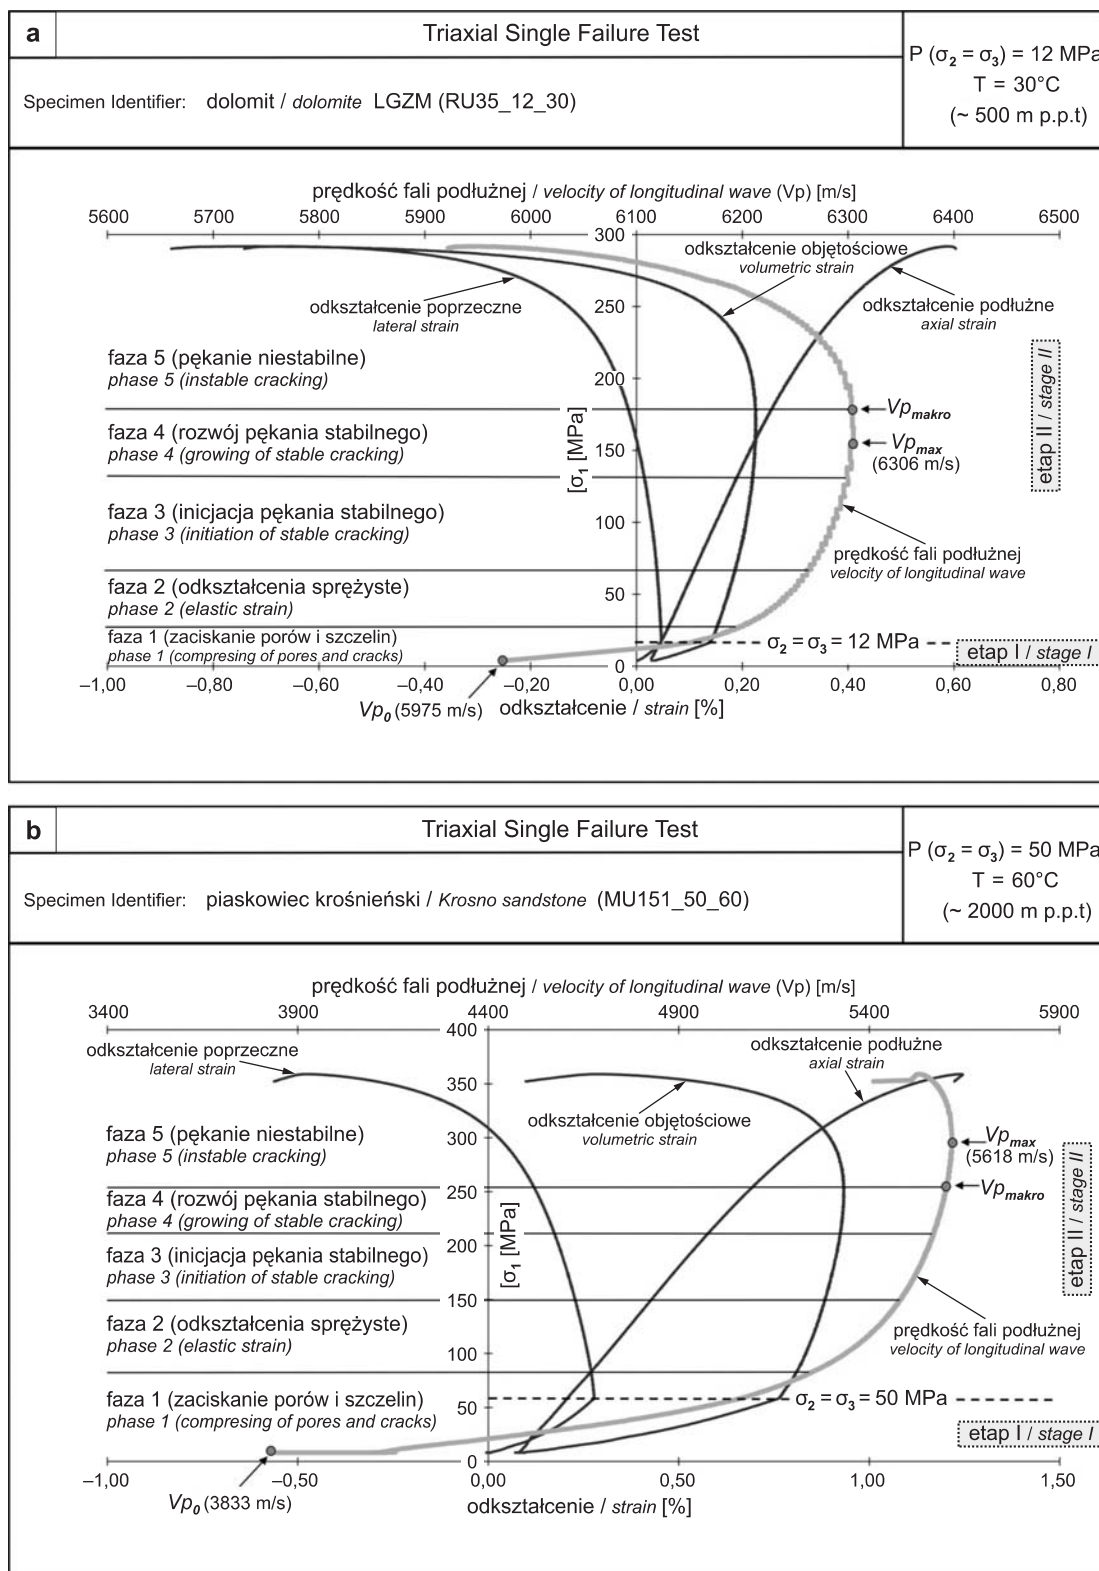 a
Triaxial Single Failure Test
P (σ2 = σ3) = 12 MPa
T = 30°C
(~ 500 m p.p.t)
Specimen Identifier: dolomit / dolomite LGZM (RU35_12_30)
prędkość fali podłużnej / velocity of longitudinal wave (Vp) [m/s]
5600 5700 5800 5900 6000 6100 6200 6300 6400 6500
300
odkształcenie objętościowe
volumetric strain
odkształcenie poprzeczne
lateral strain
250
odkształcenie podłużne
axial strain
faza 5 (pękanie niestabilne)
phase 5 (instable cracking)
200
Vpmakro
faza 4 (rozwój pękania stabilnego)
phase 4 (growing of stable cracking)
150
Vpmax
(6306 m/s)
[σ1 [MPa]
etap II / stage II
faza 3 (inicjacja pękania stabilnego)
phase 3 (initiation of stable cracking)
100
prędkość fali podłużnej
velocity of longitudinal wave
faza 2 (odkształcenia sprężyste)
phase 2 (elastic strain)
50
faza 1 (zaciskanie porów i szczelin)
phase 1 (compresing of pores and cracks)
σ2 = σ3 = 12 MPa
etap I / stage I
0
–1,00 –0,80 –0,60 –0,40 –0,20 0,00 0,20 0,40 0,60 0,80
Vp0 (5975 m/s)
odkształcenie / strain [%]
b
Triaxial Single Failure Test
P (σ2 = σ3) = 50 MPa
T = 60°C
(~ 2000 m p.p.t)
Specimen Identifier: piaskowiec krośnieński / Krosno sandstone (MU151_50_60)
prędkość fali podłużnej / velocity of longitudinal wave (Vp) [m/s]
3400 3900 4400 4900 5400 5900
400
odkształcenie poprzeczne
lateral strain
odkształcenie podłużne
axial strain
350
odkształcenie objętościowe
volumetric strain
faza 5 (pękanie niestabilne)
phase 5 (instable cracking)
300
Vpmax
(5618 m/s)
Vpmakro
faza 4 (rozwój pękania stabilnego)
phase 4 (growing of stable cracking)
250
[σ1 [MPa]
etap II / stage II
faza 3 (inicjacja pękania stabilnego)
phase 3 (initiation of stable cracking)
200
150
faza 2 (odkształcenia sprężyste)
phase 2 (elastic strain)
prędkość fali podłużnej
velocity of longitudinal wave
100
faza 1 (zaciskanie porów i szczelin)
phase 1 (compresing of pores and cracks)
σ2 = σ3 = 50 MPa
50
etap I / stage I
0
–1,00 –0,50 0,00 0,50 1,00 1,50
Vp0 (3833 m/s)
odkształcenie / strain [%]